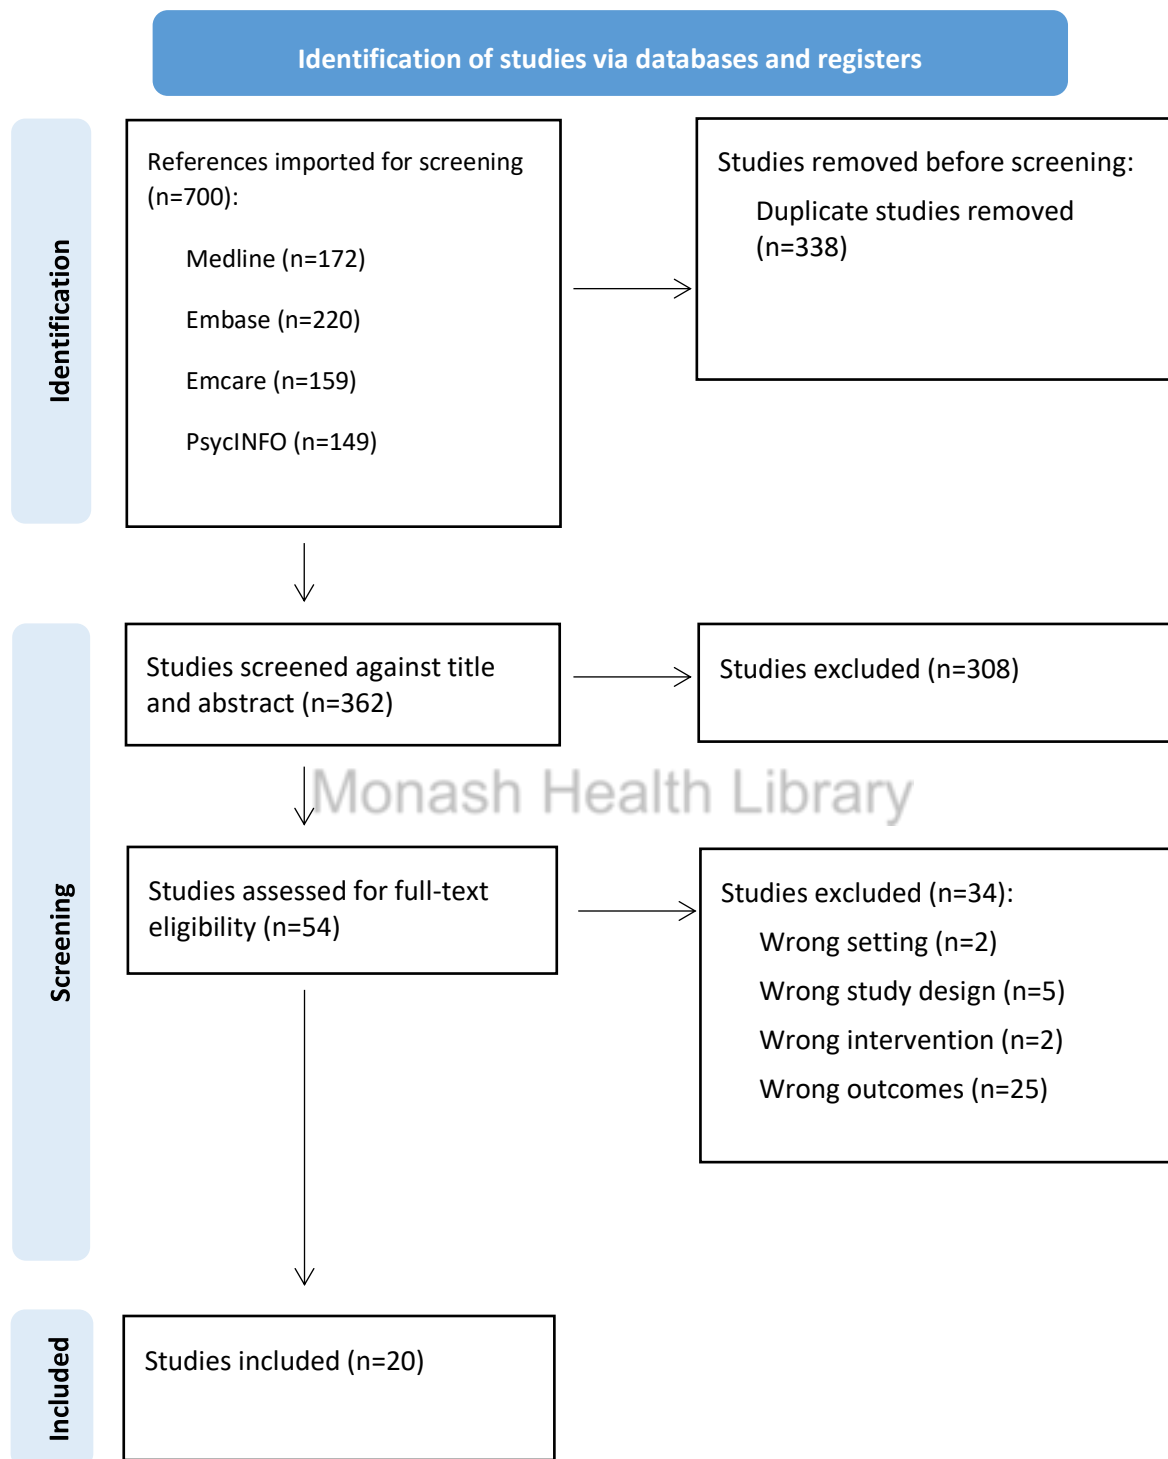 Identification of studies via databases and registers
Identification
References imported for screening
(n=700):
Medline (n=172)
Embase (n=220)
Emcare (n=159)
PsycINFO (n=149)
Studies removed before screening:
Duplicate studies removed
(n=338)
Screening
Studies screened against title
and abstract (n=362)
Studies excluded (n=308)
Monash Health Library
Studies assessed for full-text
eligibility (n=54)
Studies excluded (n=34):
Wrong setting (n=2)
Wrong study design (n=5)
Wrong intervention (n=2)
Wrong outcomes (n=25)
Included
Studies included (n=20)